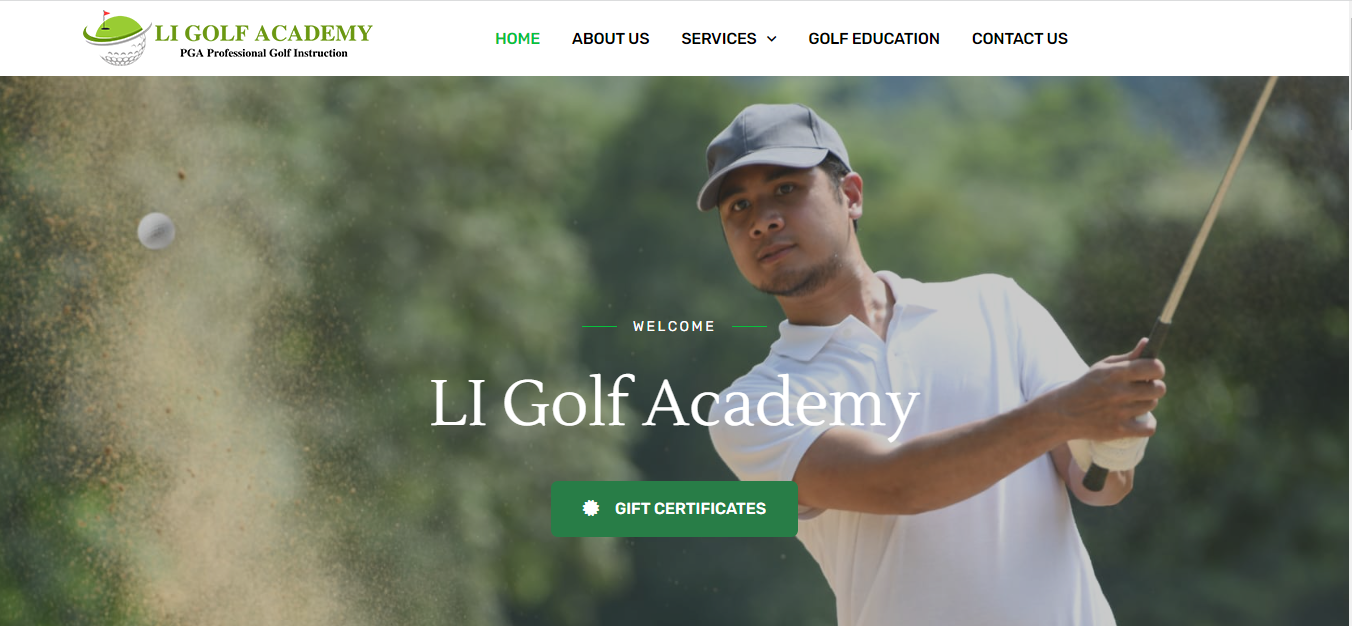 LI GOLF ACADEMY
PGA Professional Golf Instruction
HOME ABOUT US SERVICES GOLF EDUCATION CONTACT US
WELCOME
LI Golf Academy
GIFT CERTIFICATES